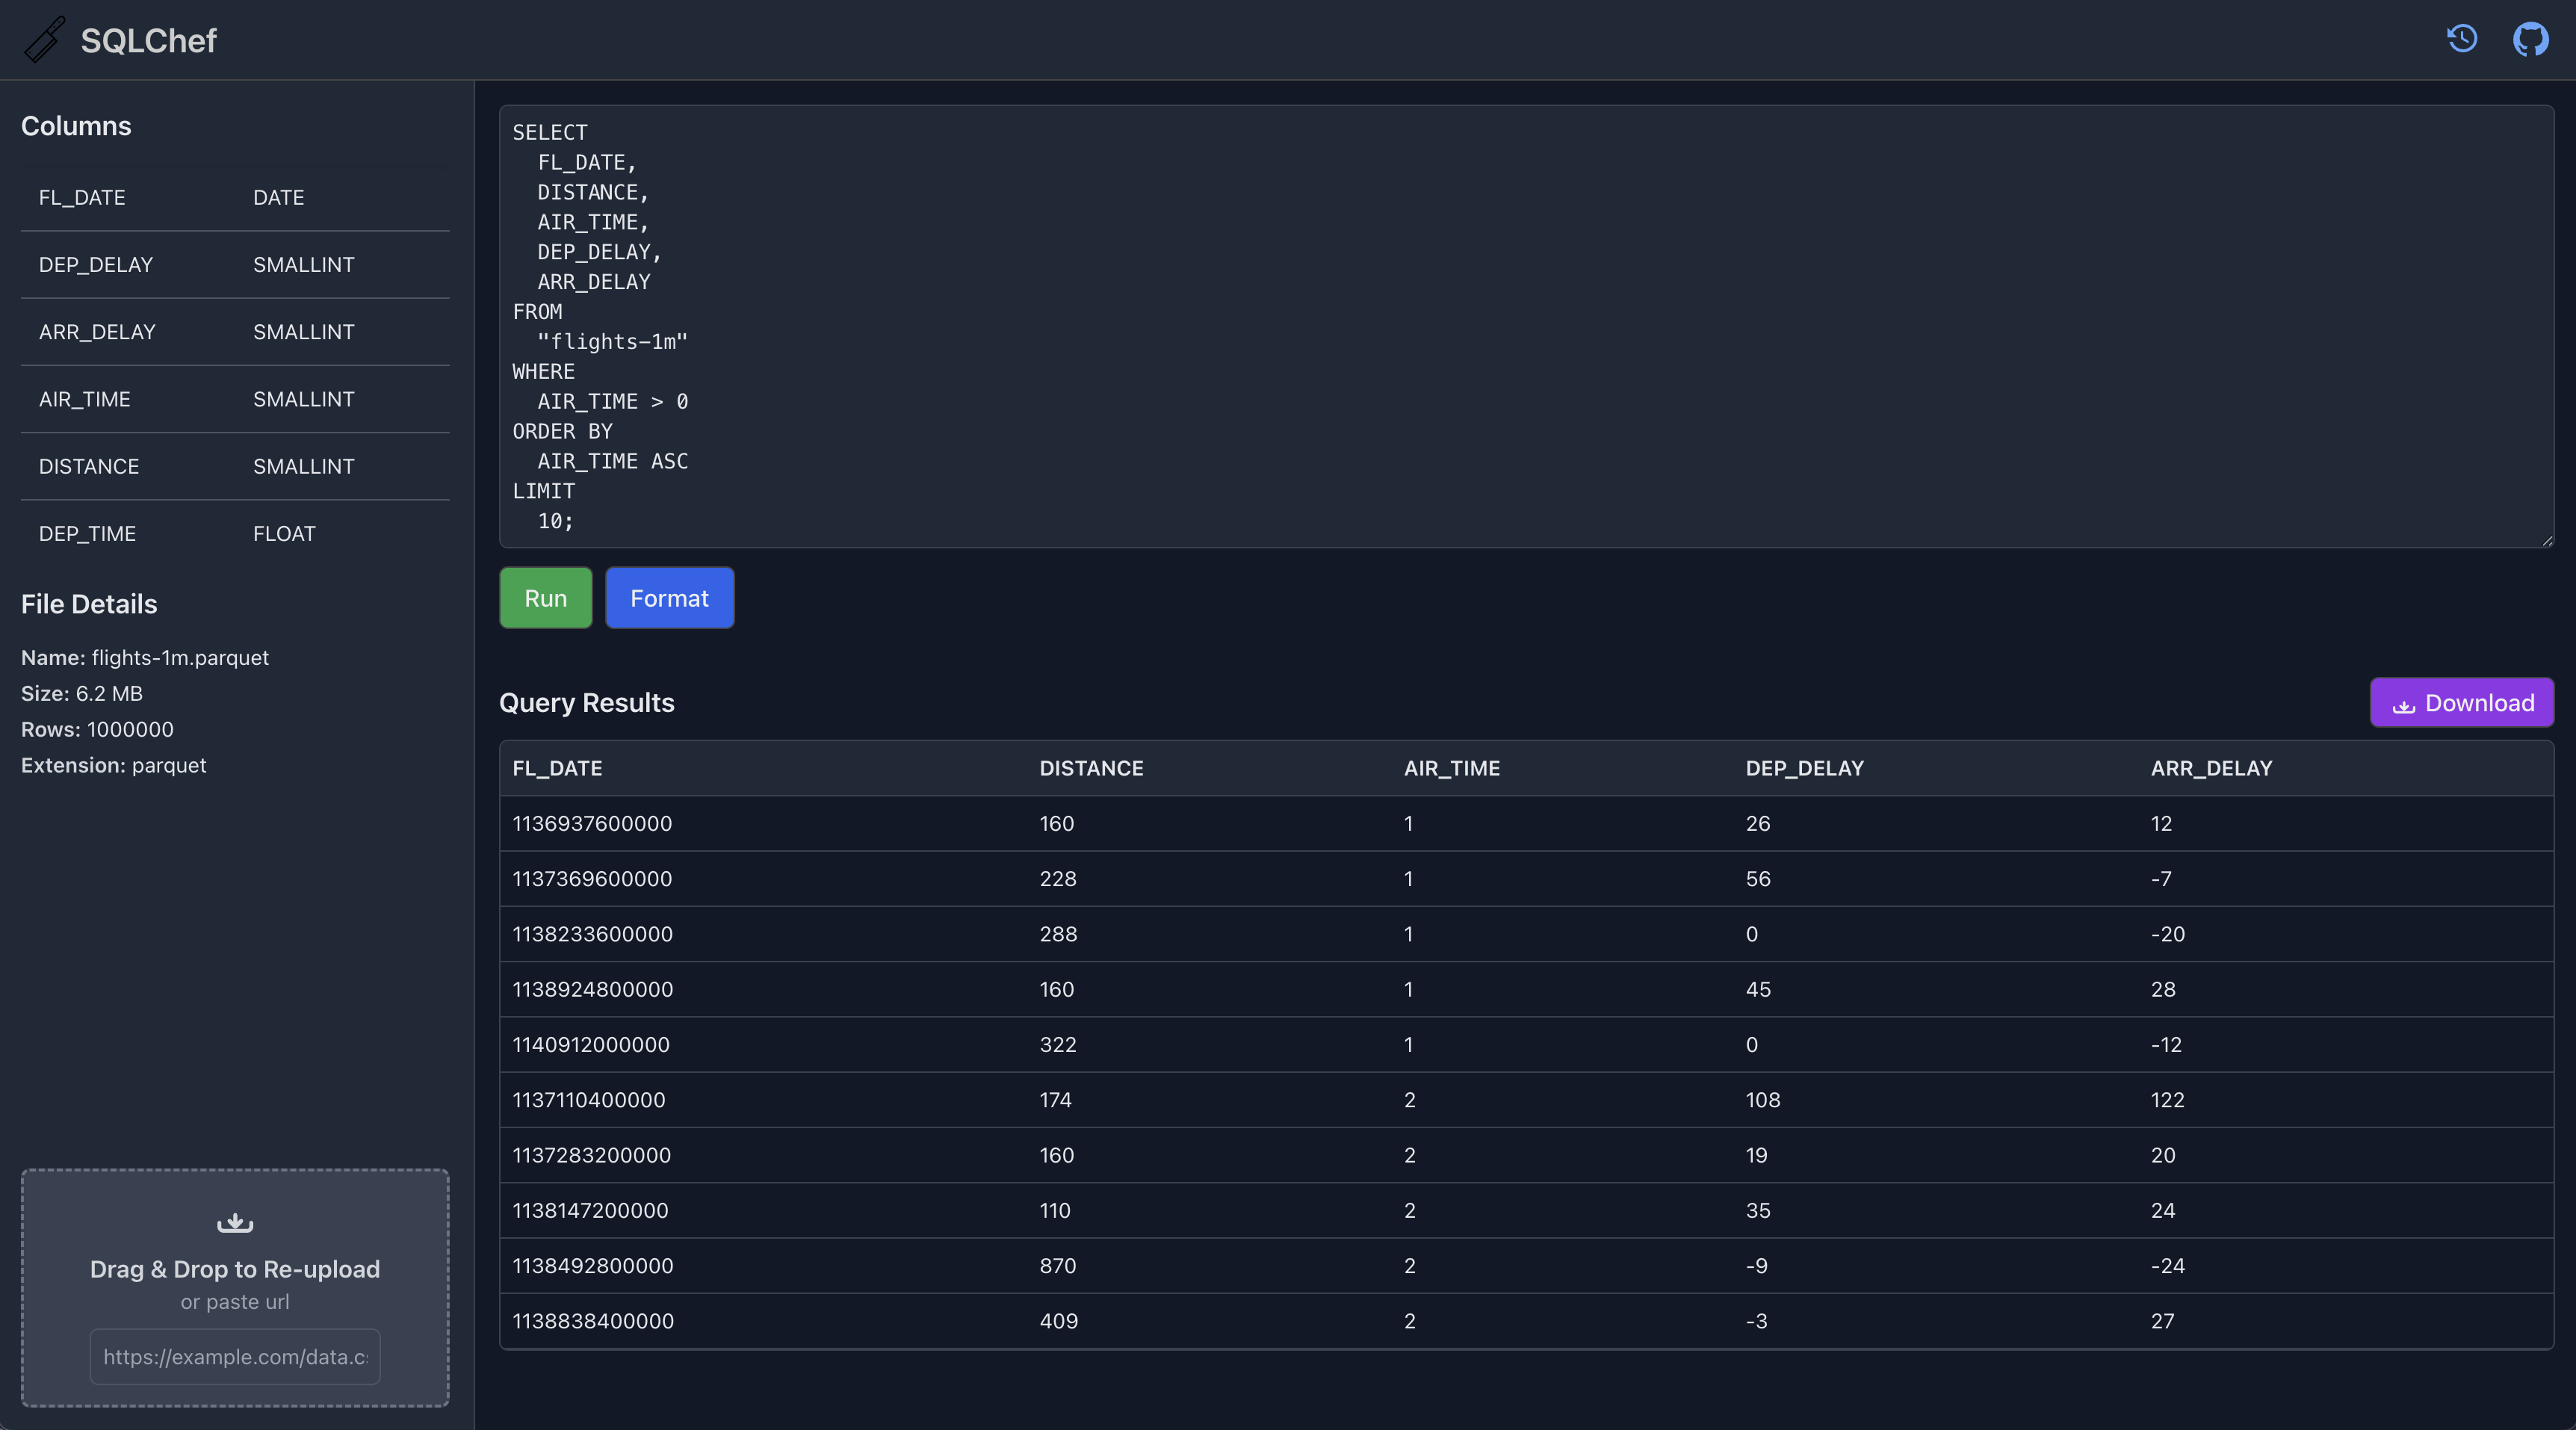 SQLChef
Columns
FL_DATE DATE
DEP_DELAY SMALLINT
ARR_DELAY SMALLINT
AIR_TIME SMALLINT
DISTANCE SMALLINT
DEP_TIME FLOAT
File Details
Name: flights-1m.parquet
Size: 6.2 MB
Rows: 1000000
Extension: parquet
Drag & Drop to Re-upload
or paste url
https://example.com/data.c
SELECT
FL_DATE,
DISTANCE,
AIR_TIME,
DEP_DELAY,
ARR_DELAY
FROM
"flights-1m"
WHERE
AIR_TIME > 0
ORDER BY
AIR_TIME ASC
LIMIT
10;
Run Format
Query Results
Download
FL_DATE DISTANCE AIR_TIME DEP_DELAY ARR_DELAY
1136937600000 160 1 26 12
1137369600000 228 1 56 -7
1138233600000 288 1 0 -20
1138924800000 160 1 45 28
1140912000000 322 1 0 -12
1137110400000 174 2 108 122
1137283200000 160 2 19 20
1138147200000 110 2 35 24
1138492800000 870 2 -9 -24
1138838400000 409 2 -3 27